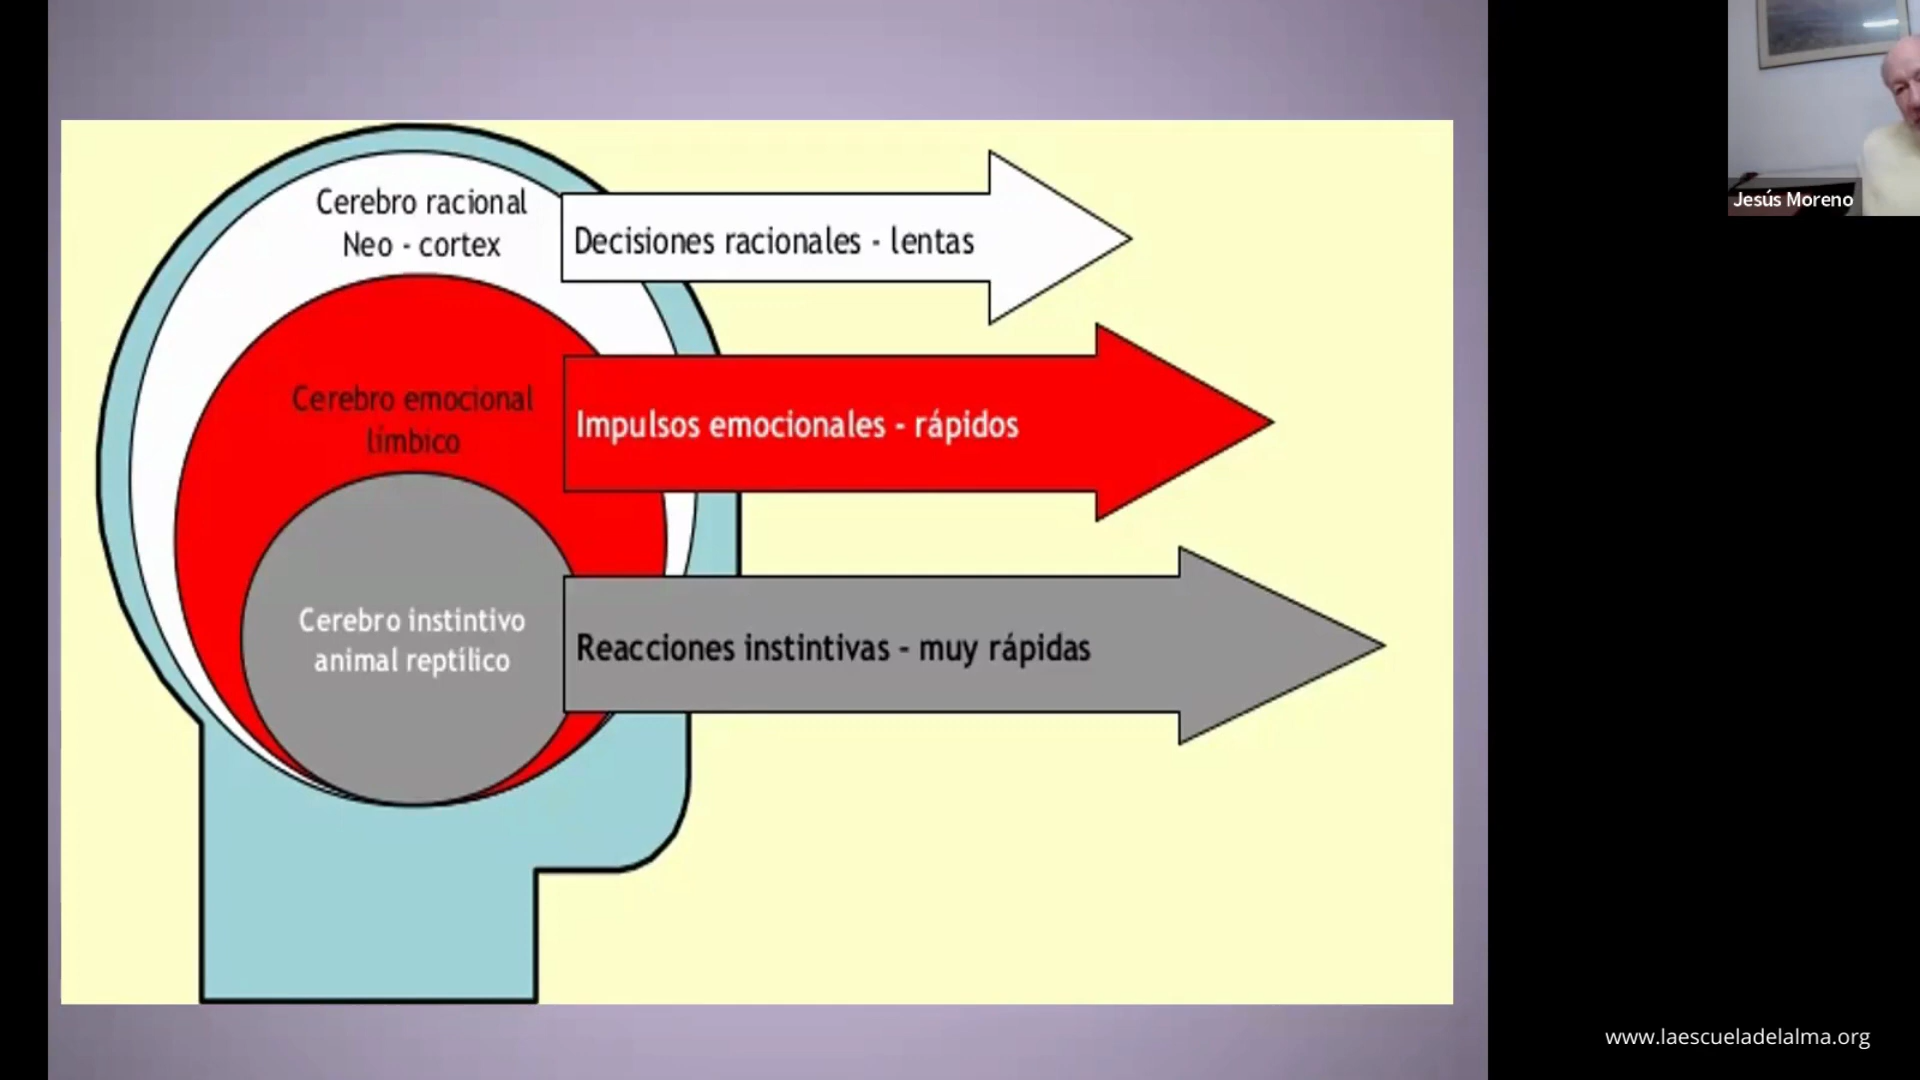 Cerebro racional
Neo - cortex
Decisiones racionales - lentas
Cerebro emocional
límbico
Impulsos emocionales - rápidos
Cerebro instintivo
animal reptílico
Reacciones instintivas - muy rápidas
Jesús Moreno
www.laescueladelalma.org